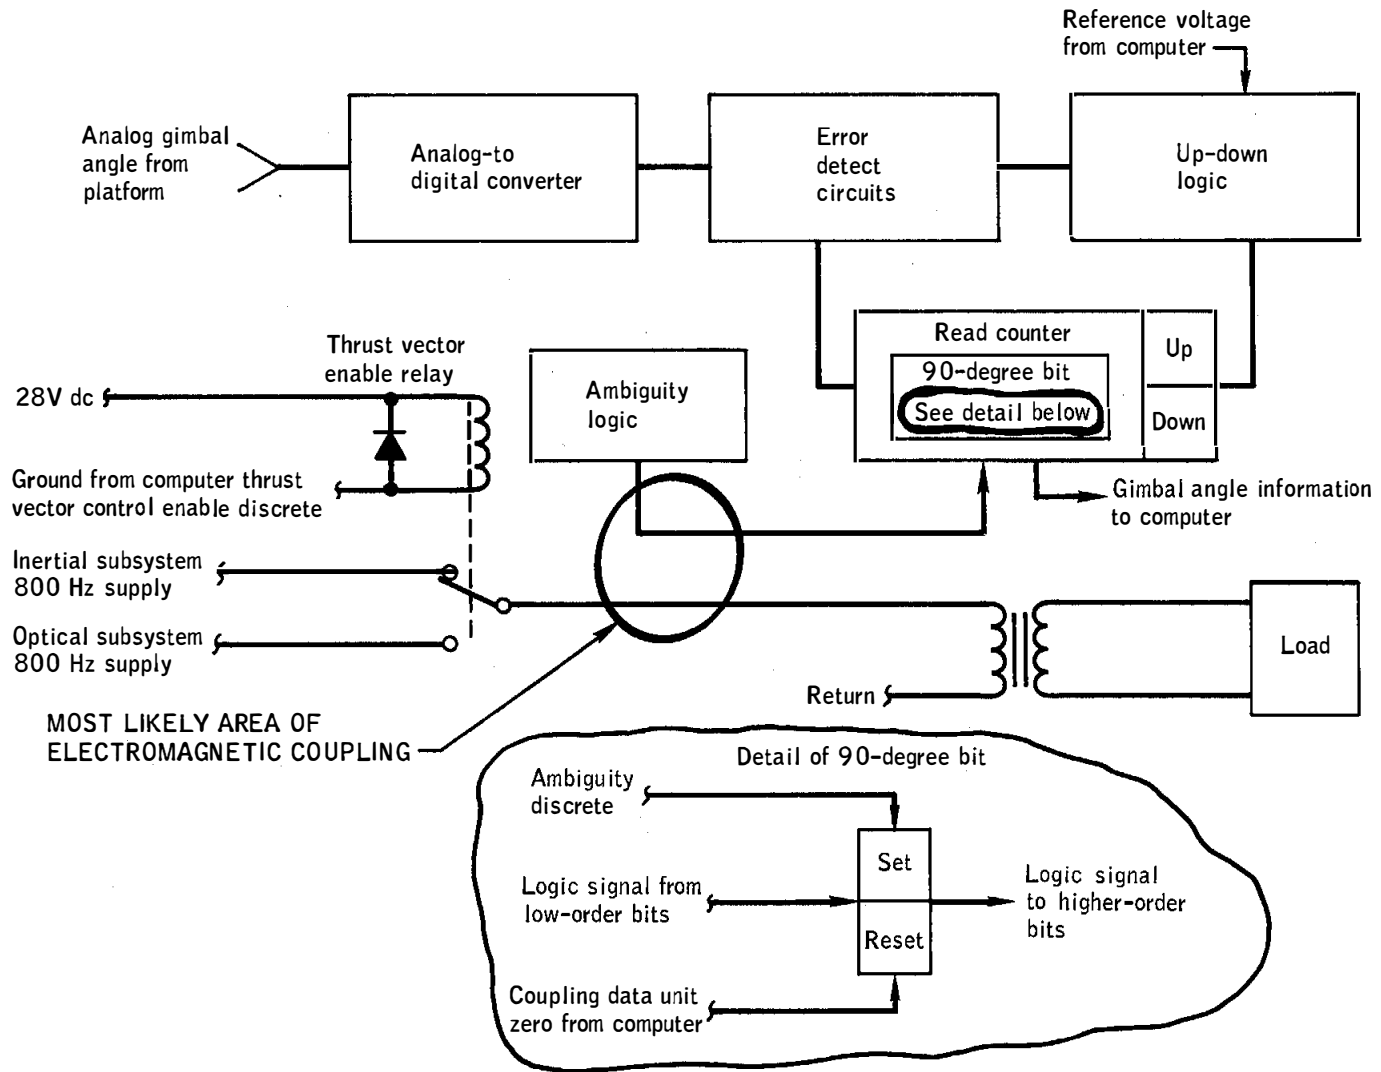 Reference voltage
from computer
Analog gimbal
angle from
platform
Analog-to
digital converter
Error
detect
circuits
Up-down
logic
Thrust vector
enable relay
28V dc
Ground from computer thrust
vector control enable discrete
Ambiguity
logic
Read counter
90-degree bit
See detail below
Up
Down
Gimbal angle information
to computer
Inertial subsystem
800 Hz supply
Optical subsystem
800 Hz supply
Return
Load
MOST LIKELY AREA OF
ELECTROMAGNETIC COUPLING
Detail of 90-degree bit
Ambiguity
discrete
Set
Logic signal from
low-order bits
Logic signal
to higher-order
bits
Reset
Coupling data unit
zero from computer